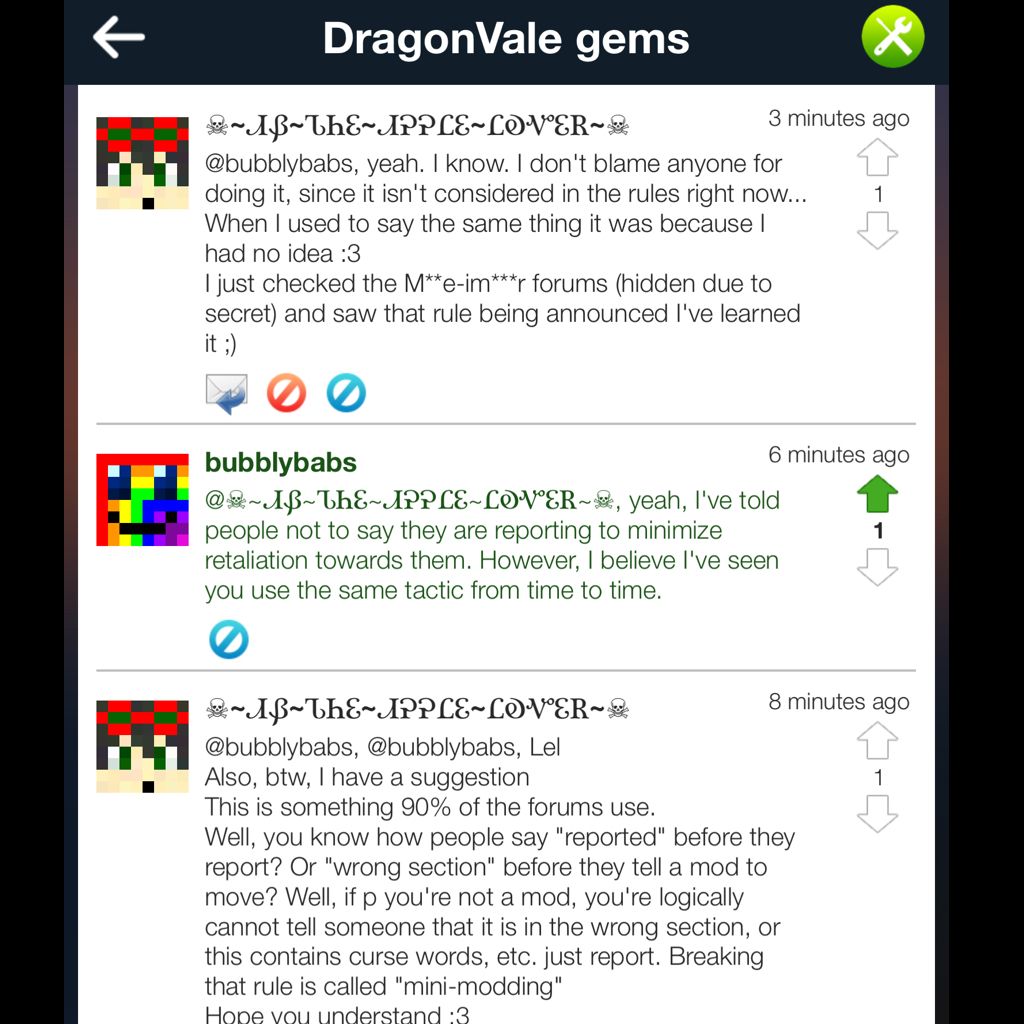 DragonVale gems
☠~ᏗᏰ~ᏖᏂᏋ~ᏗᎮᎮᏝᏋ~ᏝᎧᏉᏋᏒ~☠
3 minutes ago
@bubblybabs, yeah. I know. I don't blame anyone for
doing it, since it isn't considered in the rules right now...
1
When I used to say the same thing it was because I
had no idea :3
I just checked the M**e-im***r forums (hidden due to
secret) and saw that rule being announced I've learned
it ;)
bubblybabs
6 minutes ago
@☠~ᏗᏰ~ᏖᏂᏋ~ᏗᎮᎮᏝᏋ~ᏝᎧᏉᏋᏒ~☠, yeah, I've told
people not to say they are reporting to minimize
1
retaliation towards them. However, I believe I've seen
you use the same tactic from time to time.
☠~ᏗᏰ~ᏖᏂᏋ~ᏗᎮᎮᏝᏋ~ᏝᎧᏉᏋᏒ~☠
8 minutes ago
@bubblybabs, @bubblybabs, Lel
Also, btw, I have a suggestion
1
This is something 90% of the forums use.
Well, you know how people say "reported" before they
report? Or "wrong section" before they tell a mod to
move? Well, if p you're not a mod, you're logically
cannot tell someone that it is in the wrong section, or
this contains curse words, etc. just report. Breaking
that rule is called "mini-modding"
Hope you understand :3